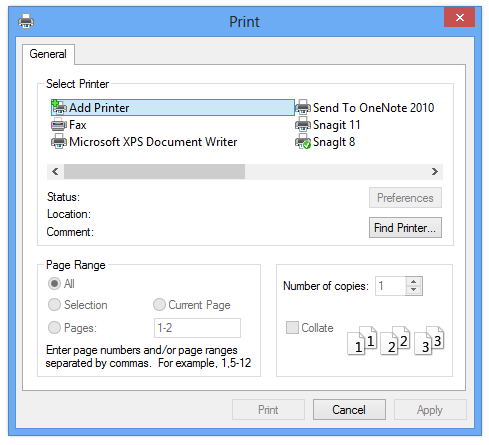 Print
General
Select Printer
Add Printer
Send To OneNote 2010
Fax
Snagit 11
Microsoft XPS Document Writer
SnagIt 8
Status:
Preferences
Location:
Comment:
Find Printer...
Page Range
All
Selection
Current Page
Pages:
1-2
Enter page numbers and/or page ranges
separated by commas. For example, 1,5-12
Number of copies:
1
Collate
1 1 2 2 3 3
Print
Cancel
Apply